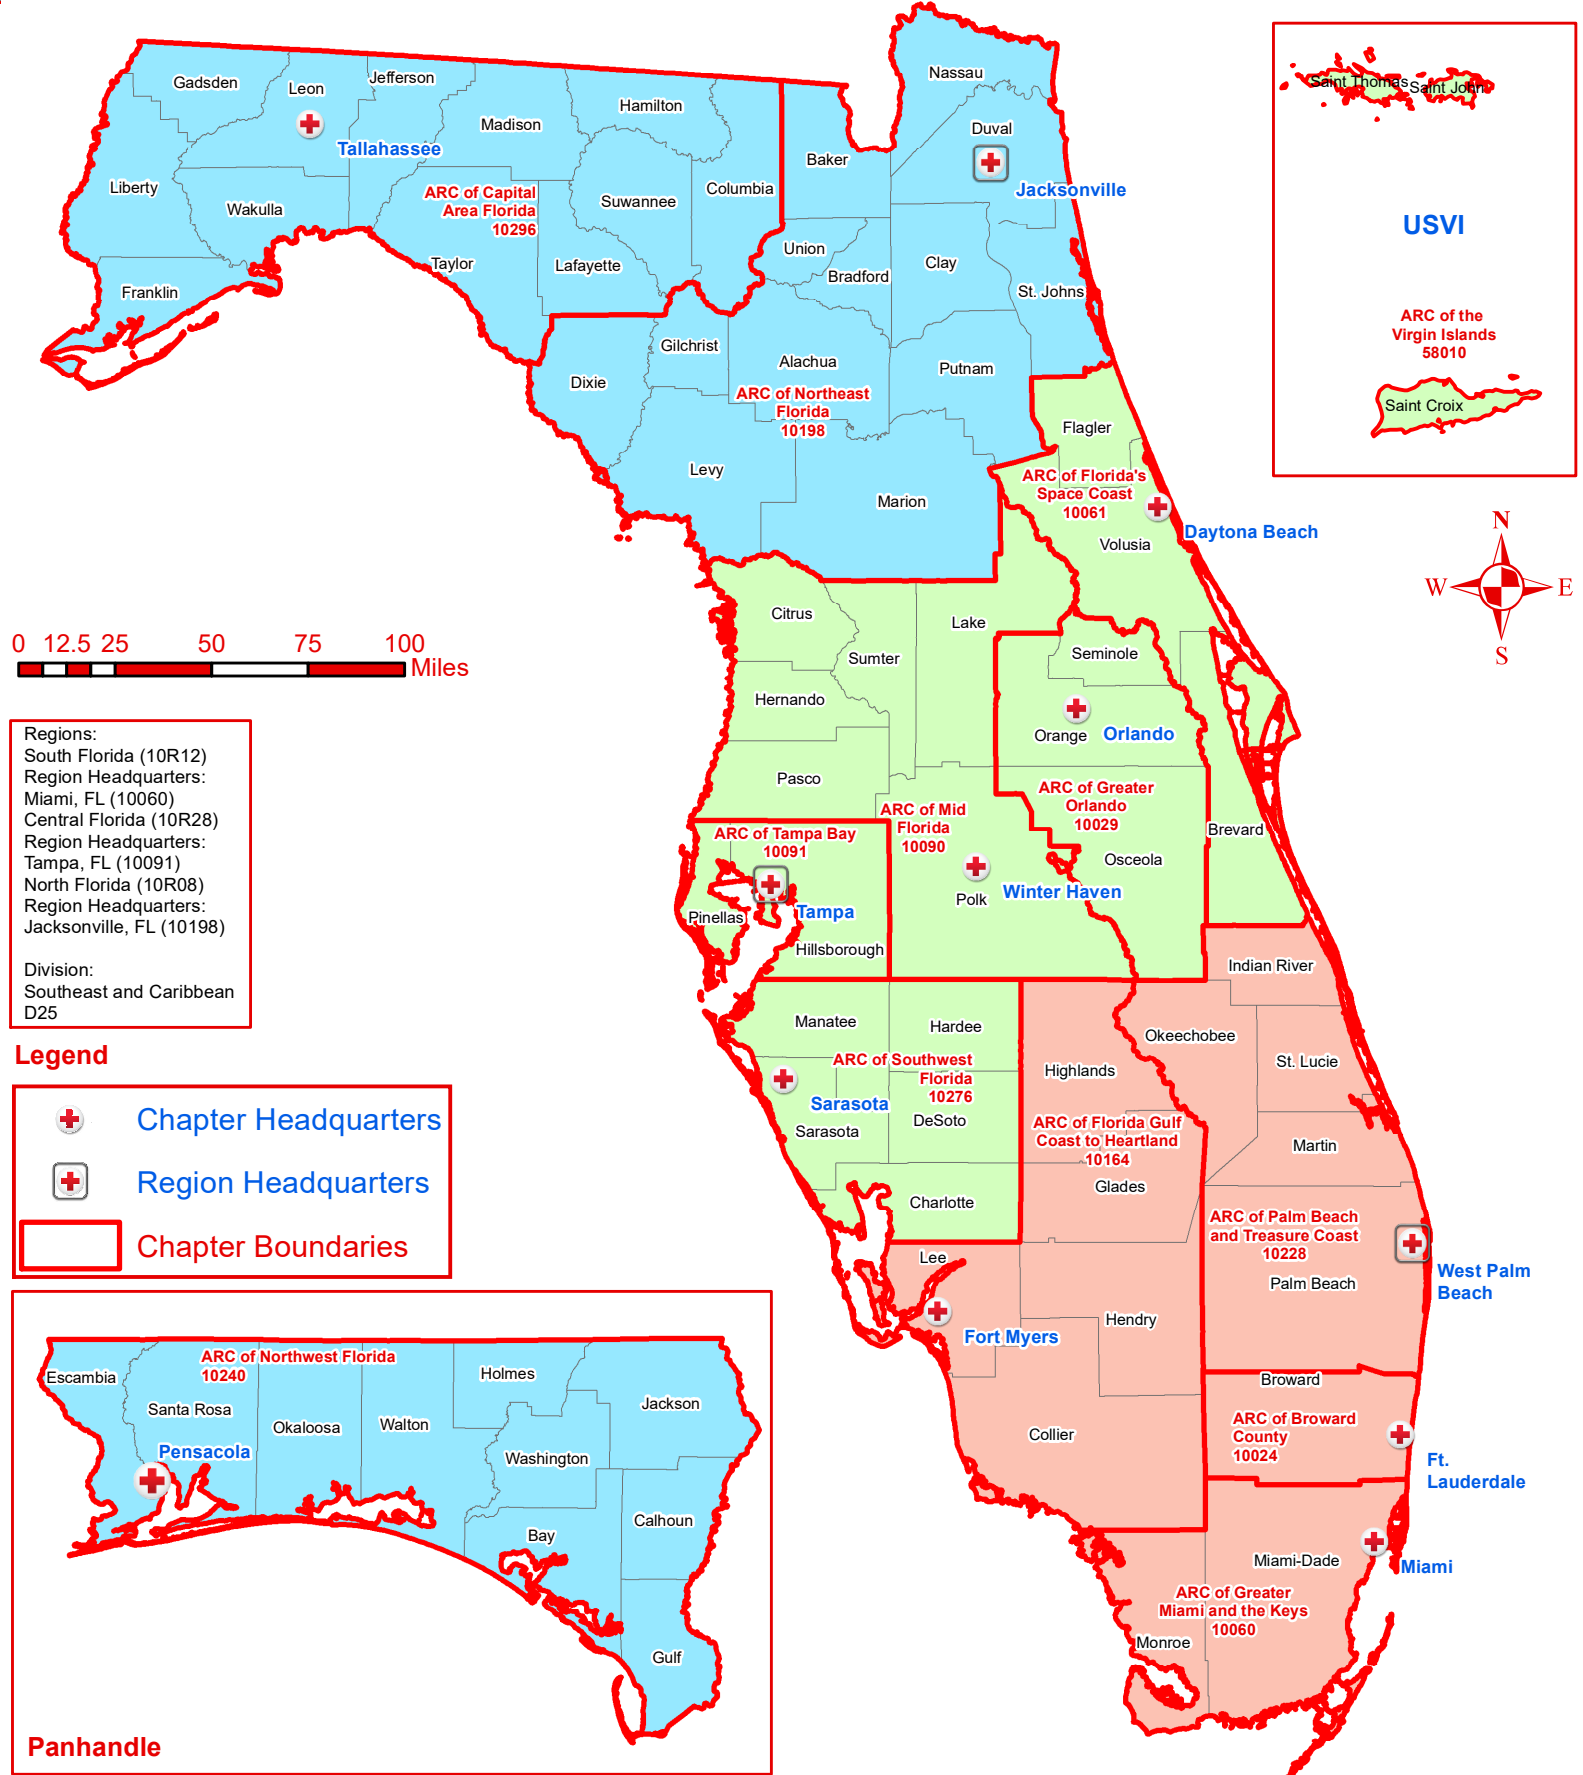 Gadsden
Leon
Jefferson
Hamilton
Madison
Tallahassee
Liberty
Wakulla
ARC of Capital
Area Florida
10296
Suwannee
Columbia
Taylor
Lafayette
Franklin
Nassau
Duval
Baker
Jacksonville
Union
Bradford
Clay
St. Johns
Gilchrist
Alachua
Putnam
Dixie
ARC of Northeast
Florida
10198
Levy
Marion
Flagler
ARC of Florida's
Space Coast
10061
Volusia
Daytona Beach
Saint Thomas
Saint John
USVI
ARC of the
Virgin Islands
58010
Saint Croix
N
W
E
S
0 12.5 25 50 75 100
Miles
Citrus
Lake
Sumter
Seminole
Hernando
Orange
Orlando
Pasco
ARC of Mid
Florida
10090
ARC of Greater
Orlando
10029
Brevard
ARC of Tampa Bay
10091
Osceola
Polk
Winter Haven
Pinellas
Tampa
Hillsborough
Regions:
South Florida (10R12)
Region Headquarters:
Miami, FL (10060)
Central Florida (10R28)
Region Headquarters:
Tampa, FL (10091)
North Florida (10R08)
Region Headquarters:
Jacksonville, FL (10198)
Division:
Southeast and Caribbean
D25
Indian River
Manatee
Hardee
Okeechobee
ARC of Southwest
Florida
10276
Highlands
St. Lucie
Sarasota
Sarasota
DeSoto
ARC of Florida Gulf
Coast to Heartland
10164
Martin
Glades
Charlotte
ARC of Palm Beach
and Treasure Coast
10228
Palm Beach
West Palm
Beach
Lee
Fort Myers
Hendry
Broward
ARC of Broward
County
10024
Ft.
Lauderdale
Collier
Miami-Dade
Miami
ARC of Greater
Miami and the Keys
10060
Monroe
Legend
Chapter Headquarters
Region Headquarters
Chapter Boundaries
Escambia
ARC of Northwest Florida
10240
Holmes
Santa Rosa
Okaloosa
Walton
Jackson
Pensacola
Washington
Calhoun
Bay
Gulf
Panhandle